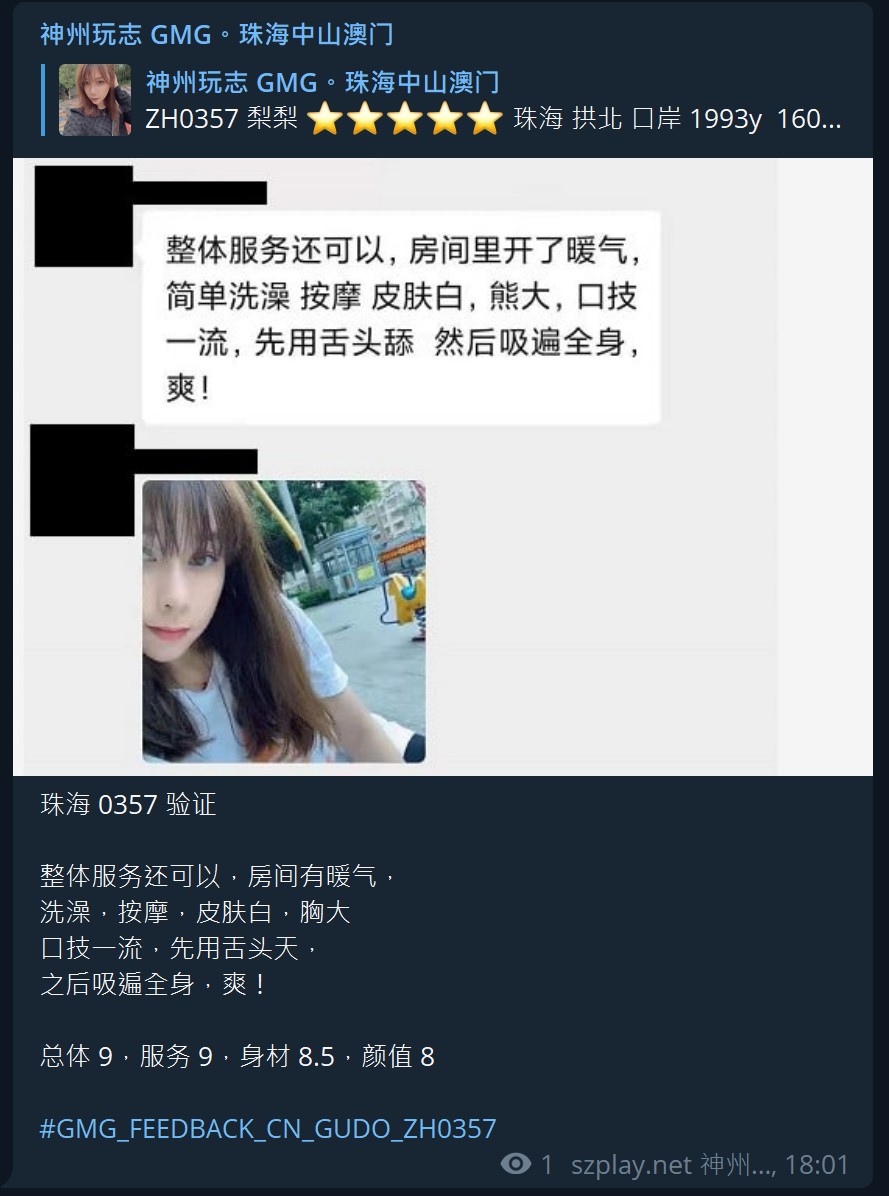 神州玩志 GMG。珠海中山澳门
神州玩志 GMG。珠海中山澳门
ZH0357 梨梨 ⭐⭐⭐⭐⭐ 珠海 拱北 口岸 1993y 160...
整体服务还可以, 房间里开了暖气,
简单洗澡 按摩 皮肤白, 熊大, 口技
一流, 先用舌头舔 然后吸遍全身,
爽!
珠海 0357 验证
整体服务还可以，房间有暖气，
洗澡，按摩，皮肤白，胸大
口技一流，先用舌头天，
之后吸遍全身，爽！
总体 9，服务 9，身材 8.5，颜值 8
#GMG_FEEDBACK_CN_GUDO_ZH0357
1 szplay.net 神州..., 18:01